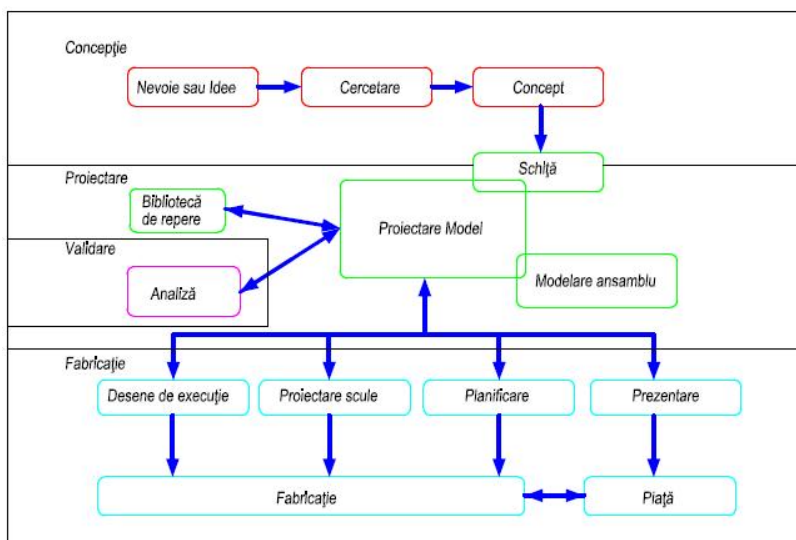 Concepţie
Nevoie sau Idee
Cercetare
Concept
Schiţă
Proiectare
Bibliotecă
de repere
Proiectare Model
Validare
Analiză
Modelare ansamblu
Fabricaţie
Desene de execuţie
Proiectare scule
Planificare
Prezentare
Fabricaţie
Piaţă